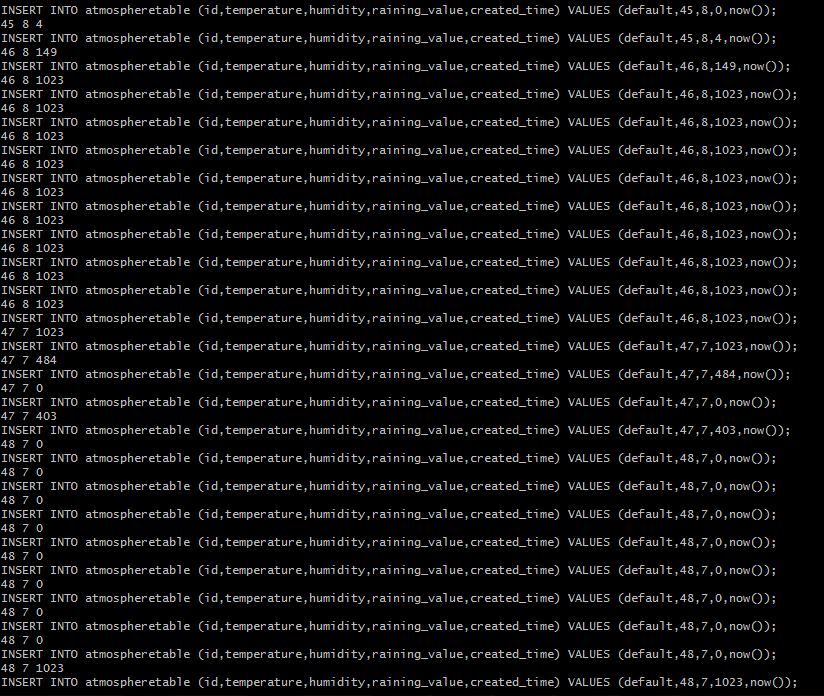 INSERT INTO atmospheretable (id,temperature,humidity,raining_value,created_time) VALUES (default,45,8,0,now());
45 8 4
INSERT INTO atmospheretable (id,temperature,humidity,raining_value,created_time) VALUES (default,45,8,4,now());
46 8 149
INSERT INTO atmospheretable (id,temperature,humidity,raining_value,created_time) VALUES (default,46,8,149,now());
46 8 1023
INSERT INTO atmospheretable (id,temperature,humidity,raining_value,created_time) VALUES (default,46,8,1023,now());
46 8 1023
INSERT INTO atmospheretable (id,temperature,humidity,raining_value,created_time) VALUES (default,46,8,1023,now());
46 8 1023
INSERT INTO atmospheretable (id,temperature,humidity,raining_value,created_time) VALUES (default,46,8,1023,now());
46 8 1023
INSERT INTO atmospheretable (id,temperature,humidity,raining_value,created_time) VALUES (default,46,8,1023,now());
46 8 1023
INSERT INTO atmospheretable (id,temperature,humidity,raining_value,created_time) VALUES (default,46,8,1023,now());
46 8 1023
INSERT INTO atmospheretable (id,temperature,humidity,raining_value,created_time) VALUES (default,46,8,1023,now());
46 8 1023
INSERT INTO atmospheretable (id,temperature,humidity,raining_value,created_time) VALUES (default,46,8,1023,now());
46 8 1023
INSERT INTO atmospheretable (id,temperature,humidity,raining_value,created_time) VALUES (default,46,8,1023,now());
46 8 1023
INSERT INTO atmospheretable (id,temperature,humidity,raining_value,created_time) VALUES (default,46,8,1023,now());
47 7 1023
INSERT INTO atmospheretable (id,temperature,humidity,raining_value,created_time) VALUES (default,47,7,1023,now());
47 7 484
INSERT INTO atmospheretable (id,temperature,humidity,raining_value,created_time) VALUES (default,47,7,484,now());
47 7 0
INSERT INTO atmospheretable (id,temperature,humidity,raining_value,created_time) VALUES (default,47,7,0,now());
47 7 403
INSERT INTO atmospheretable (id,temperature,humidity,raining_value,created_time) VALUES (default,47,7,403,now());
48 7 0
INSERT INTO atmospheretable (id,temperature,humidity,raining_value,created_time) VALUES (default,48,7,0,now());
48 7 0
INSERT INTO atmospheretable (id,temperature,humidity,raining_value,created_time) VALUES (default,48,7,0,now());
48 7 0
INSERT INTO atmospheretable (id,temperature,humidity,raining_value,created_time) VALUES (default,48,7,0,now());
48 7 0
INSERT INTO atmospheretable (id,temperature,humidity,raining_value,created_time) VALUES (default,48,7,0,now());
48 7 0
INSERT INTO atmospheretable (id,temperature,humidity,raining_value,created_time) VALUES (default,48,7,0,now());
48 7 0
INSERT INTO atmospheretable (id,temperature,humidity,raining_value,created_time) VALUES (default,48,7,0,now());
48 7 0
INSERT INTO atmospheretable (id,temperature,humidity,raining_value,created_time) VALUES (default,48,7,0,now());
48 7 0
INSERT INTO atmospheretable (id,temperature,humidity,raining_value,created_time) VALUES (default,48,7,0,now());
48 7 1023
INSERT INTO atmospheretable (id,temperature,humidity,raining_value,created_time) VALUES (default,48,7,1023,now());